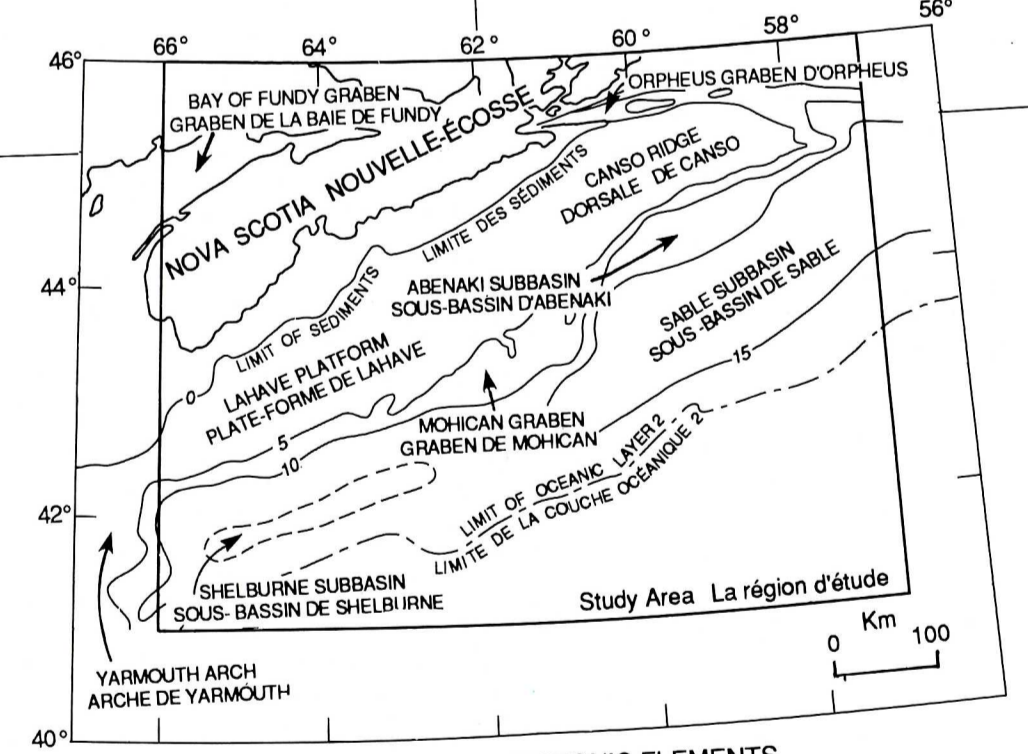 66°
64°
62°
60°
58°
56°
46°
ORPHEUS GRABEN D'ORPHEUS
BAY OF FUNDY GRABEN
GRABEN DE LA BAIE DE FUNDY
NOVA SCOTIA NOUVELLE-ÉCOSSE
CANSO RIDGE
DORSALE DE CANSO
LIMITE DES SÉDIMENTS
LIMIT OF SEDIMENTS
44°
ABENAKI SUBBASIN
SOUS-BASSIN D'ABENAKI
SABLE SUBBASIN
SOUS-BASSIN DE SABLE
LAHAVE PLATFORM
PLATE-FORME DE LAHAVE
0
5
10
15
MOHICAN GRABEN
GRABEN DE MOHICAN
LIMIT OF OCEANIC LAYER 2
LIMITE DE LA COUCHE OCÉANIQUE 2
42°
SHELBURNE SUBBASIN
SOUS-BASSIN DE SHELBURNE
Study Area La région d'étude
Km
0 100
YARMOUTH ARCH
ARCHE DE YARMOUTH
40°
ELEMENTS